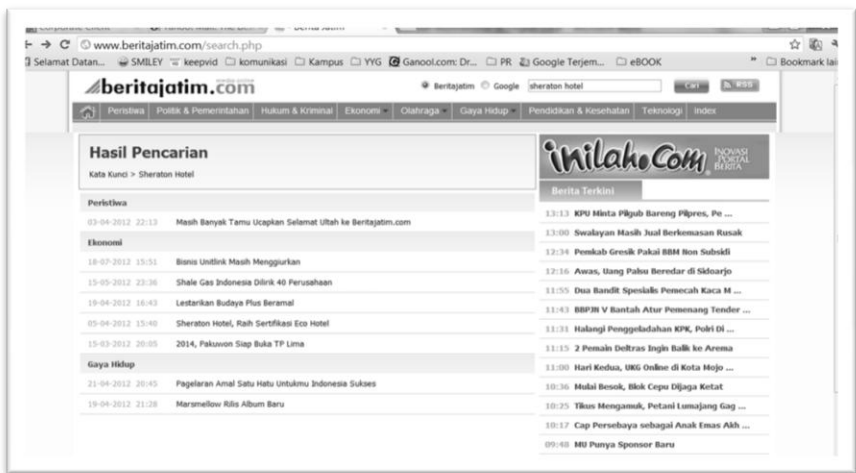 www.beritajatim.com/search.php
Selamat Datan... SMILEY keepvid komunikasi Kampus YYG Ganool.com: Dr... PR Google Terjem... eBOOK » Bookmark lai
beritajatim.com
Beritajatim Google sheraton hotel Cari RSS
Peristiwa Politik & Pemerintahan Hukum & Kriminal Ekonomi Olahraga Gaya Hidup Pendidikan & Kesehatan Teknologi Index
Hasil Pencarian
Kata Kunci > Sheraton Hotel
Peristiwa
03-04-2012 22:13 Masih Banyak Tamu Ucapkan Selamat Ultah ke Beritajatim.com
Ekonomi
18-07-2012 15:51 Bisnis Unitlink Masih Menggiurkan
15-05-2012 23:36 Shale Gas Indonesia Dilirik 40 Perusahaan
19-04-2012 16:43 Lestarikan Budaya Plus Beramal
05-04-2012 15:40 Sheraton Hotel, Raih Sertifikasi Eco Hotel
15-03-2012 20:05 2014, Pakuwon Siap Buka TP Lima
Gaya Hidup
21-04-2012 20:45 Pagelaran Amal Satu Hatu Untukmu Indonesia Sukses
19-04-2012 21:28 Marsmellow Rilis Album Baru
inilah.Com INOVASI PORTAL BERITA
Berita Terkini
13:13 KPU Minta Pilgub Bareng Pilpres, Pe ...
13:00 Swalayan Masih Jual Berkemasan Rusak
12:34 Pemkab Gresik Pakai BBM Non Subsidi
12:16 Awas, Uang Palsu Beredar di Sidoarjo
11:55 Dua Bandit Spesialis Pemecah Kaca M ...
11:43 BBPJN V Bantah Atur Pemenang Tender ...
11:31 Halangi Penggeladahan KPK, Polri Di ...
11:15 2 Pemain Deltras Ingin Balik ke Arema
11:00 Hari Kedua, UKG Online di Kota Mojo ...
10:36 Mulai Besok, Blok Cepu Dijaga Ketat
10:25 Tikus Mengamuk, Petani Lumajang Gag ...
10:17 Cap Persebaya sebagai Anak Emas Akh ...
09:48 MU Punya Sponsor Baru